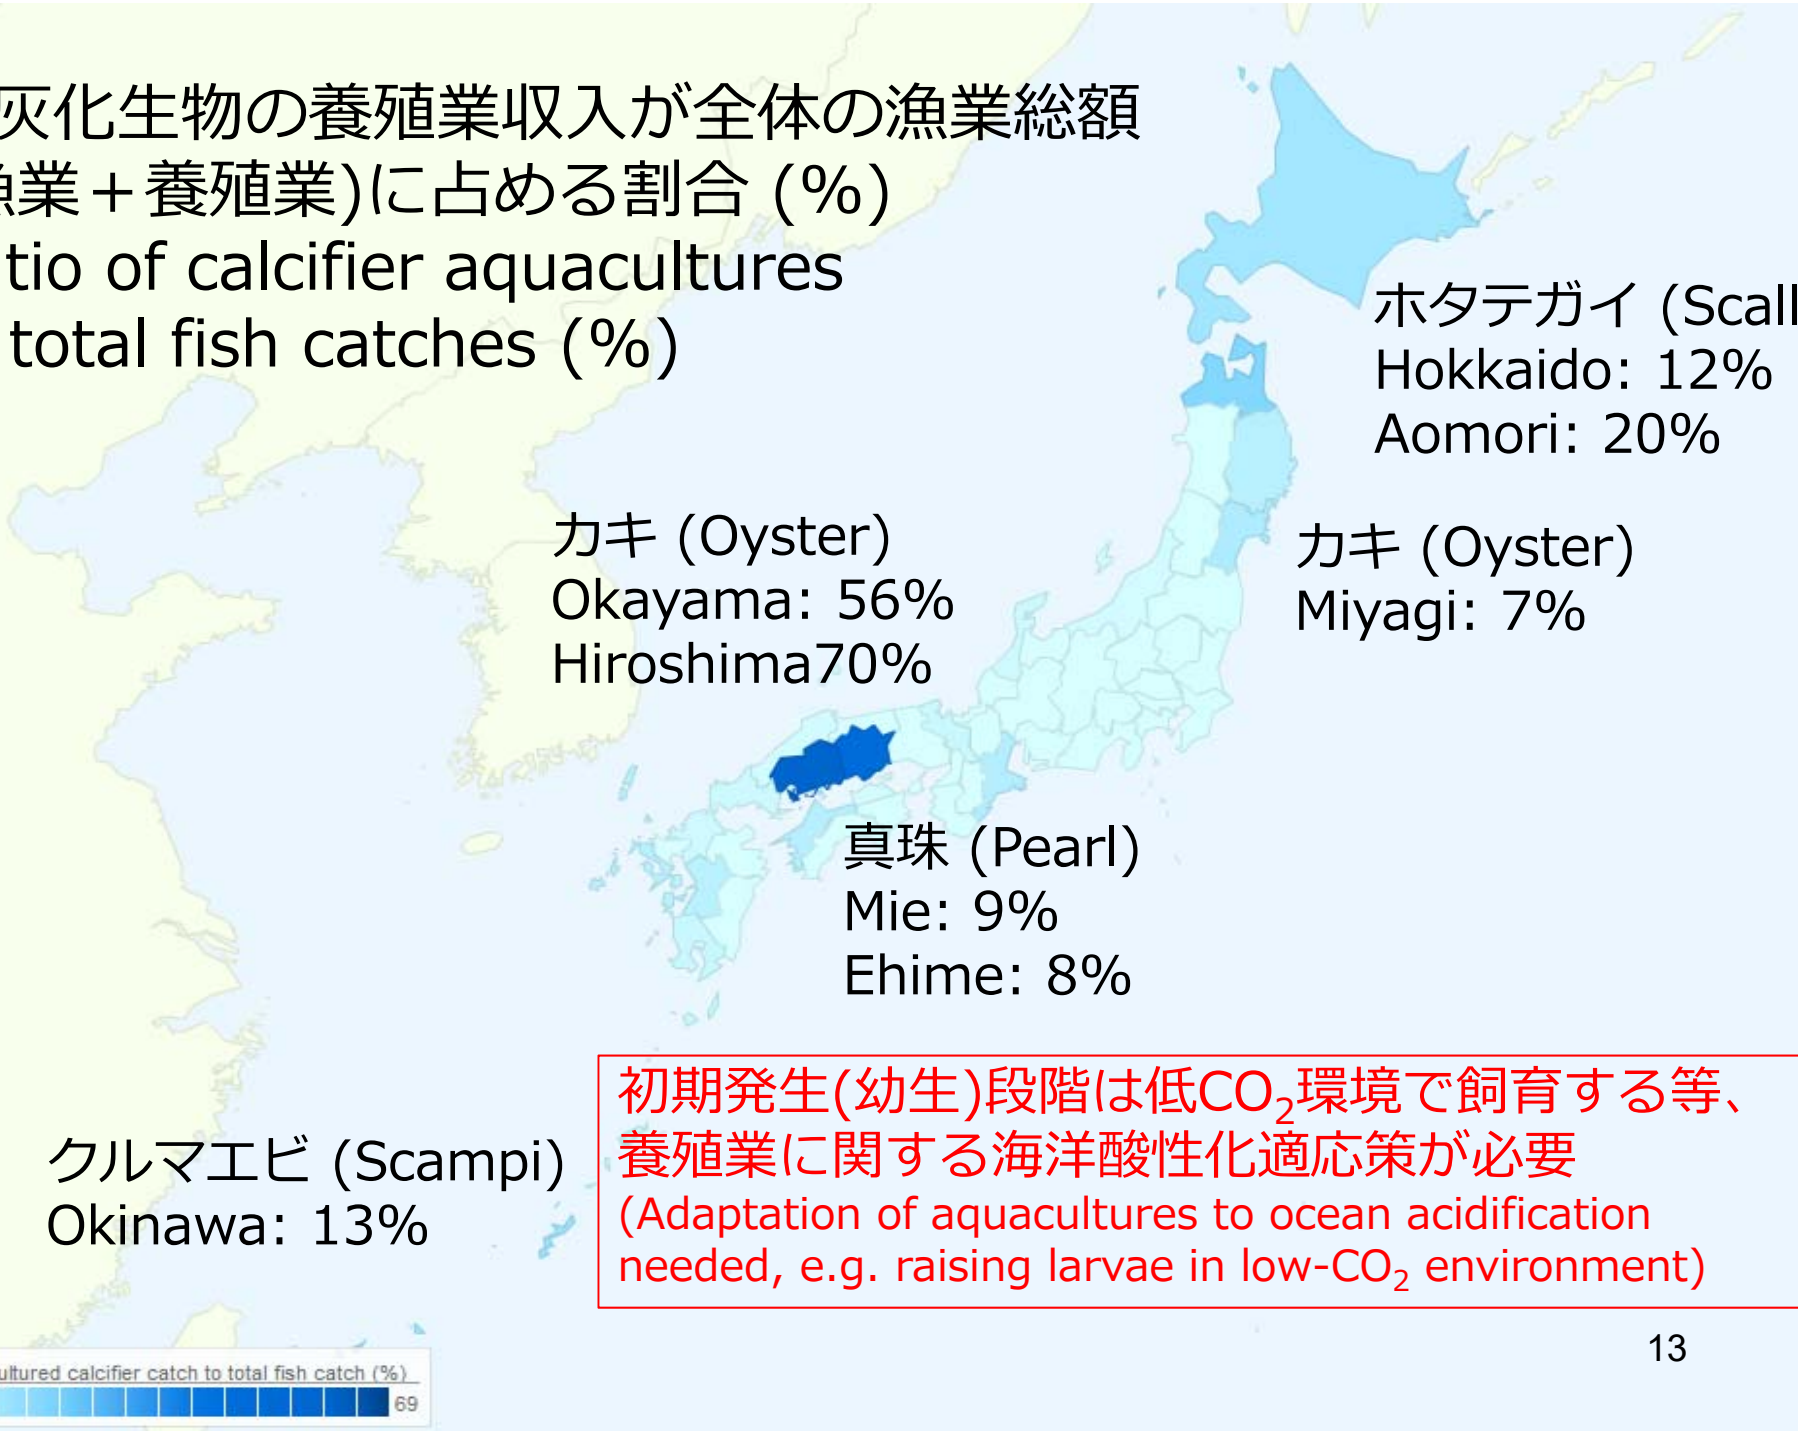 灰化生物の養殖業収入が全体の漁業総額
漁業＋養殖業)に占める割合 (%)
tio of calcifier aquacultures
total fish catches (%)
ホタテガイ (Scall
Hokkaido: 12%
Aomori: 20%
カキ (Oyster)
Okayama: 56%
Hiroshima70%
カキ (Oyster)
Miyagi: 7%
真珠 (Pearl)
Mie: 9%
Ehime: 8%
クルマエビ (Scampi)
Okinawa: 13%
初期発生(幼生)段階は低CO₂環境で飼育する等、
養殖業に関する海洋酸性化適応策が必要
(Adaptation of aquacultures to ocean acidification
needed, e.g. raising larvae in low-CO₂ environment)
13
ultured calcifier catch to total fish catch (%)
69